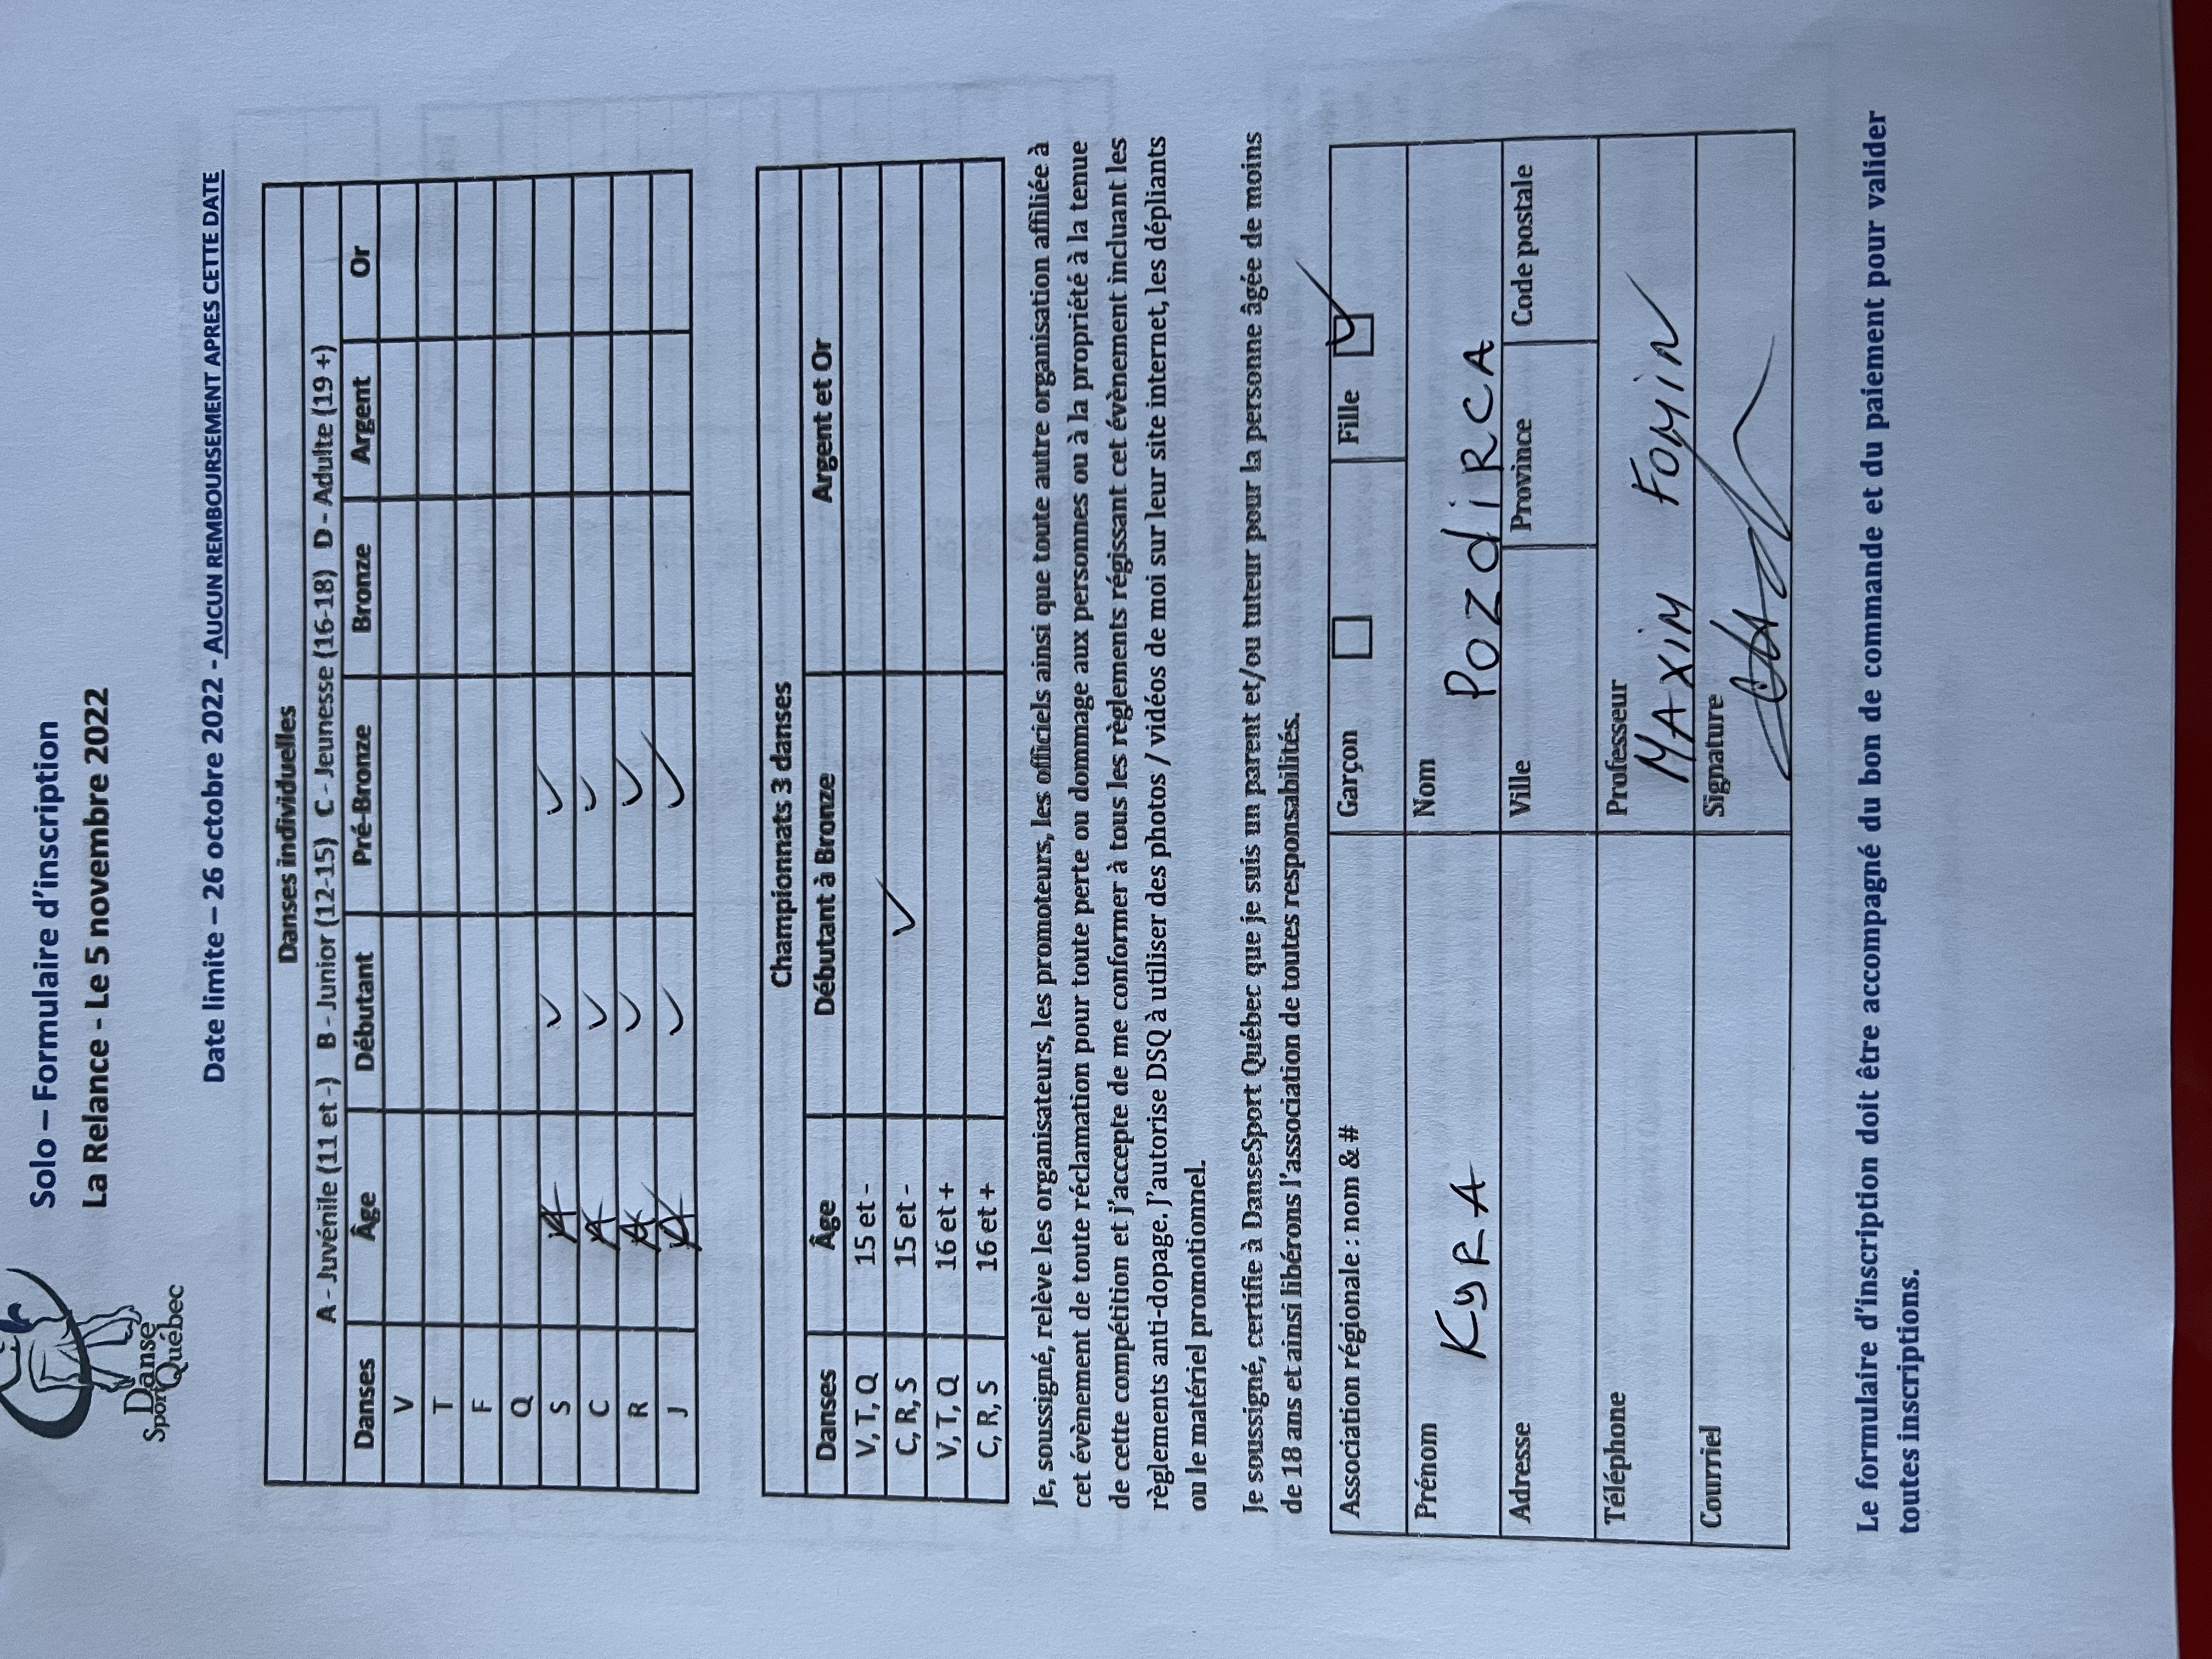 Solo – Formulaire d'inscription
La Relance - Le 5 novembre 2022
Danse
Sport Québec
Date limite – 26 octobre 2022 - AUCUN REMBOURSEMENT APRES CETTE DATE
Danses individuelles
A - Juvénile (11 et -) B - Junior (12-15) C - Jeunesse (16-18) D - Adulte (19 +)
Danses Âge Débutant Pré-Bronze Bronze Argent Or
V
T
F
Q
S A ✓ ✓
C A ✓ ✓
R A ✓ ✓
J A ✓ ✓
Championnats 3 danses
Danses Âge Débutant à Bronze Argent et Or
V, T, Q 15 et -
C, R, S 15 et - ✓
V, T, Q 16 et +
C, R, S 16 et +
Je, soussigné, relève les organisateurs, les promoteurs, les officiels ainsi que toute autre organisation affiliée à
cet évènement de toute réclamation pour toute perte ou dommage aux personnes ou à la propriété à la tenue
de cette compétition et j'accepte de me conformer à tous les règlements régissant cet évènement incluant les
règlements anti-dopage. J'autorise DSQ à utiliser des photos / vidéos de moi sur leur site internet, les dépliants
ou le matériel promotionnel.
Je soussigné, certifie à DanseSport Québec que je suis un parent et/ou tuteur pour la personne âgée de moins
de 18 ans et ainsi libérons l'association de toutes responsabilités.
Association régionale : nom & # Garçon ☐ Fille ☑
Prénom Nom
KyRA POZdiRCA
Adresse Ville Province Code postale
Téléphone Professeur
MAXIM FOMIN
Courriel Signature
Le formulaire d'inscription doit être accompagné du bon de commande et du paiement pour valider
toutes inscriptions.